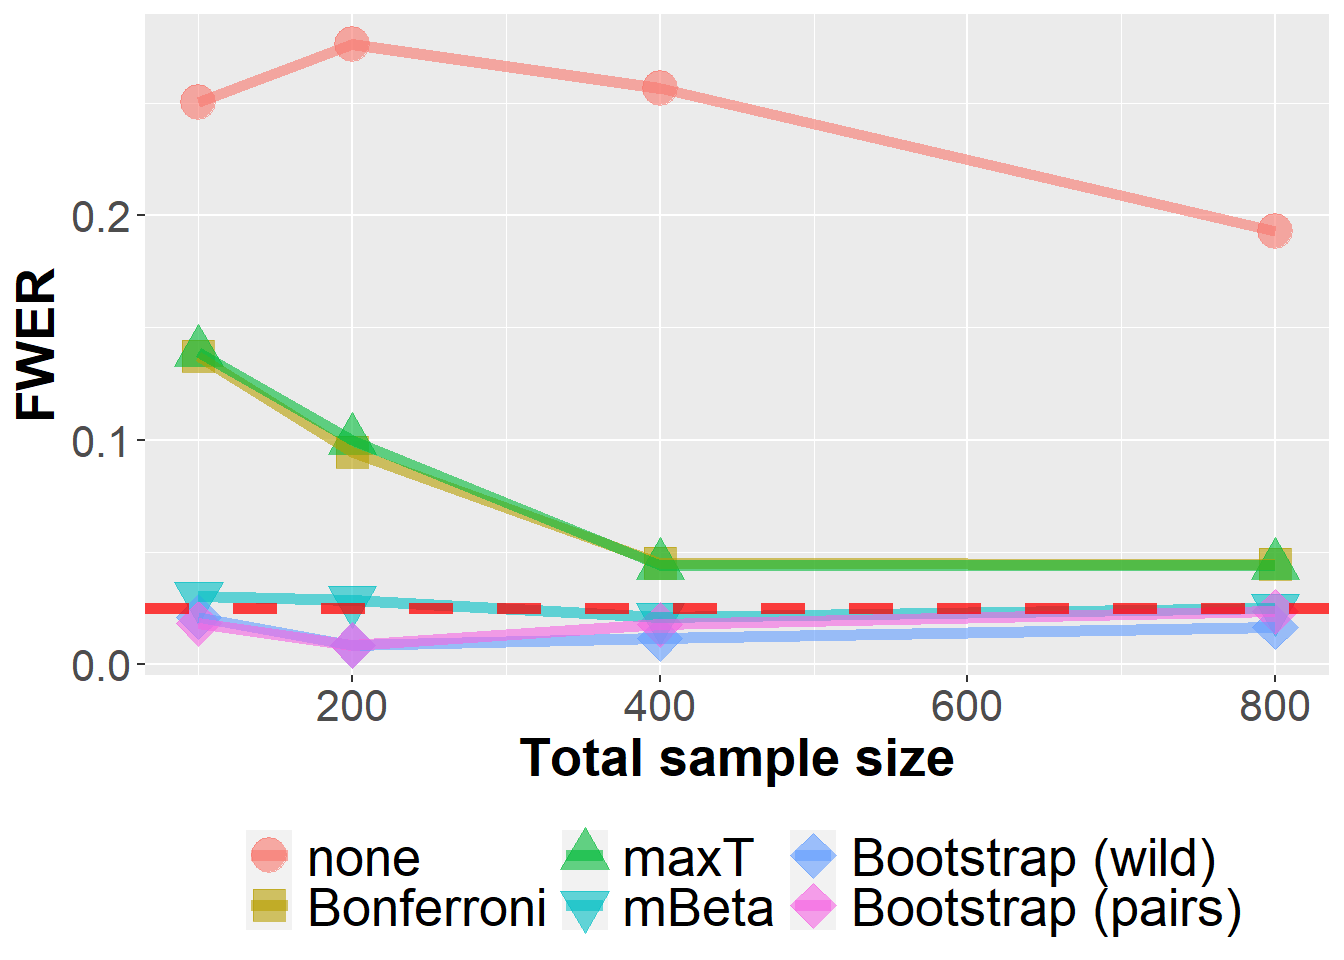 FWER
0.2
0.1
0.0
200 400 600 800
Total sample size
none maxT Bootstrap (wild)
Bonferroni mBeta Bootstrap (pairs)